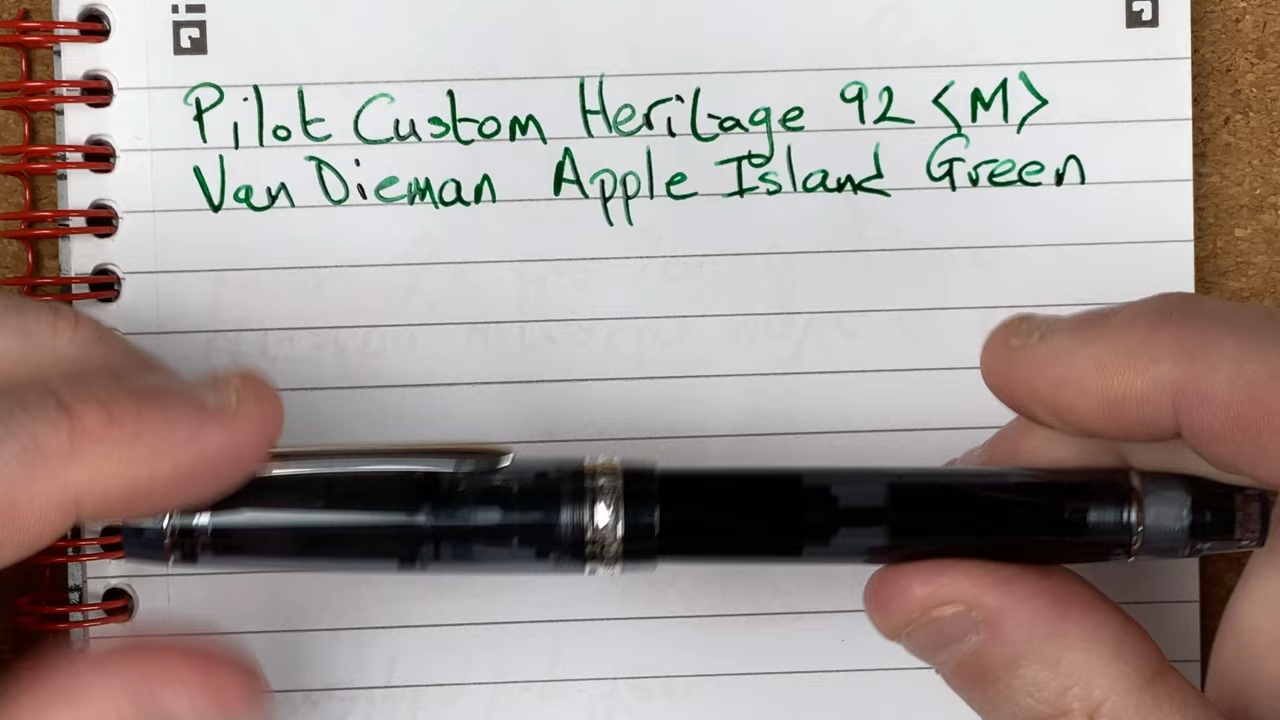 Pilot Custom Heritage 92 <M>
Van Dieman Apple Island Green